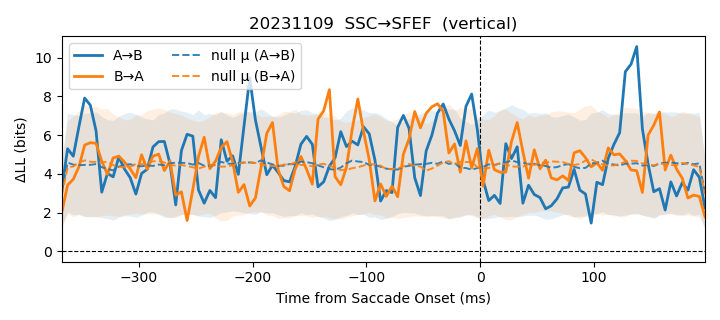 20231109  SSC→SFEF  (vertical)
A→B
B→A
null μ (A→B)
null μ (B→A)
ΔLL (bits)
10
8
6
4
2
0
−300
−200
−100
0
100
Time from Saccade Onset (ms)